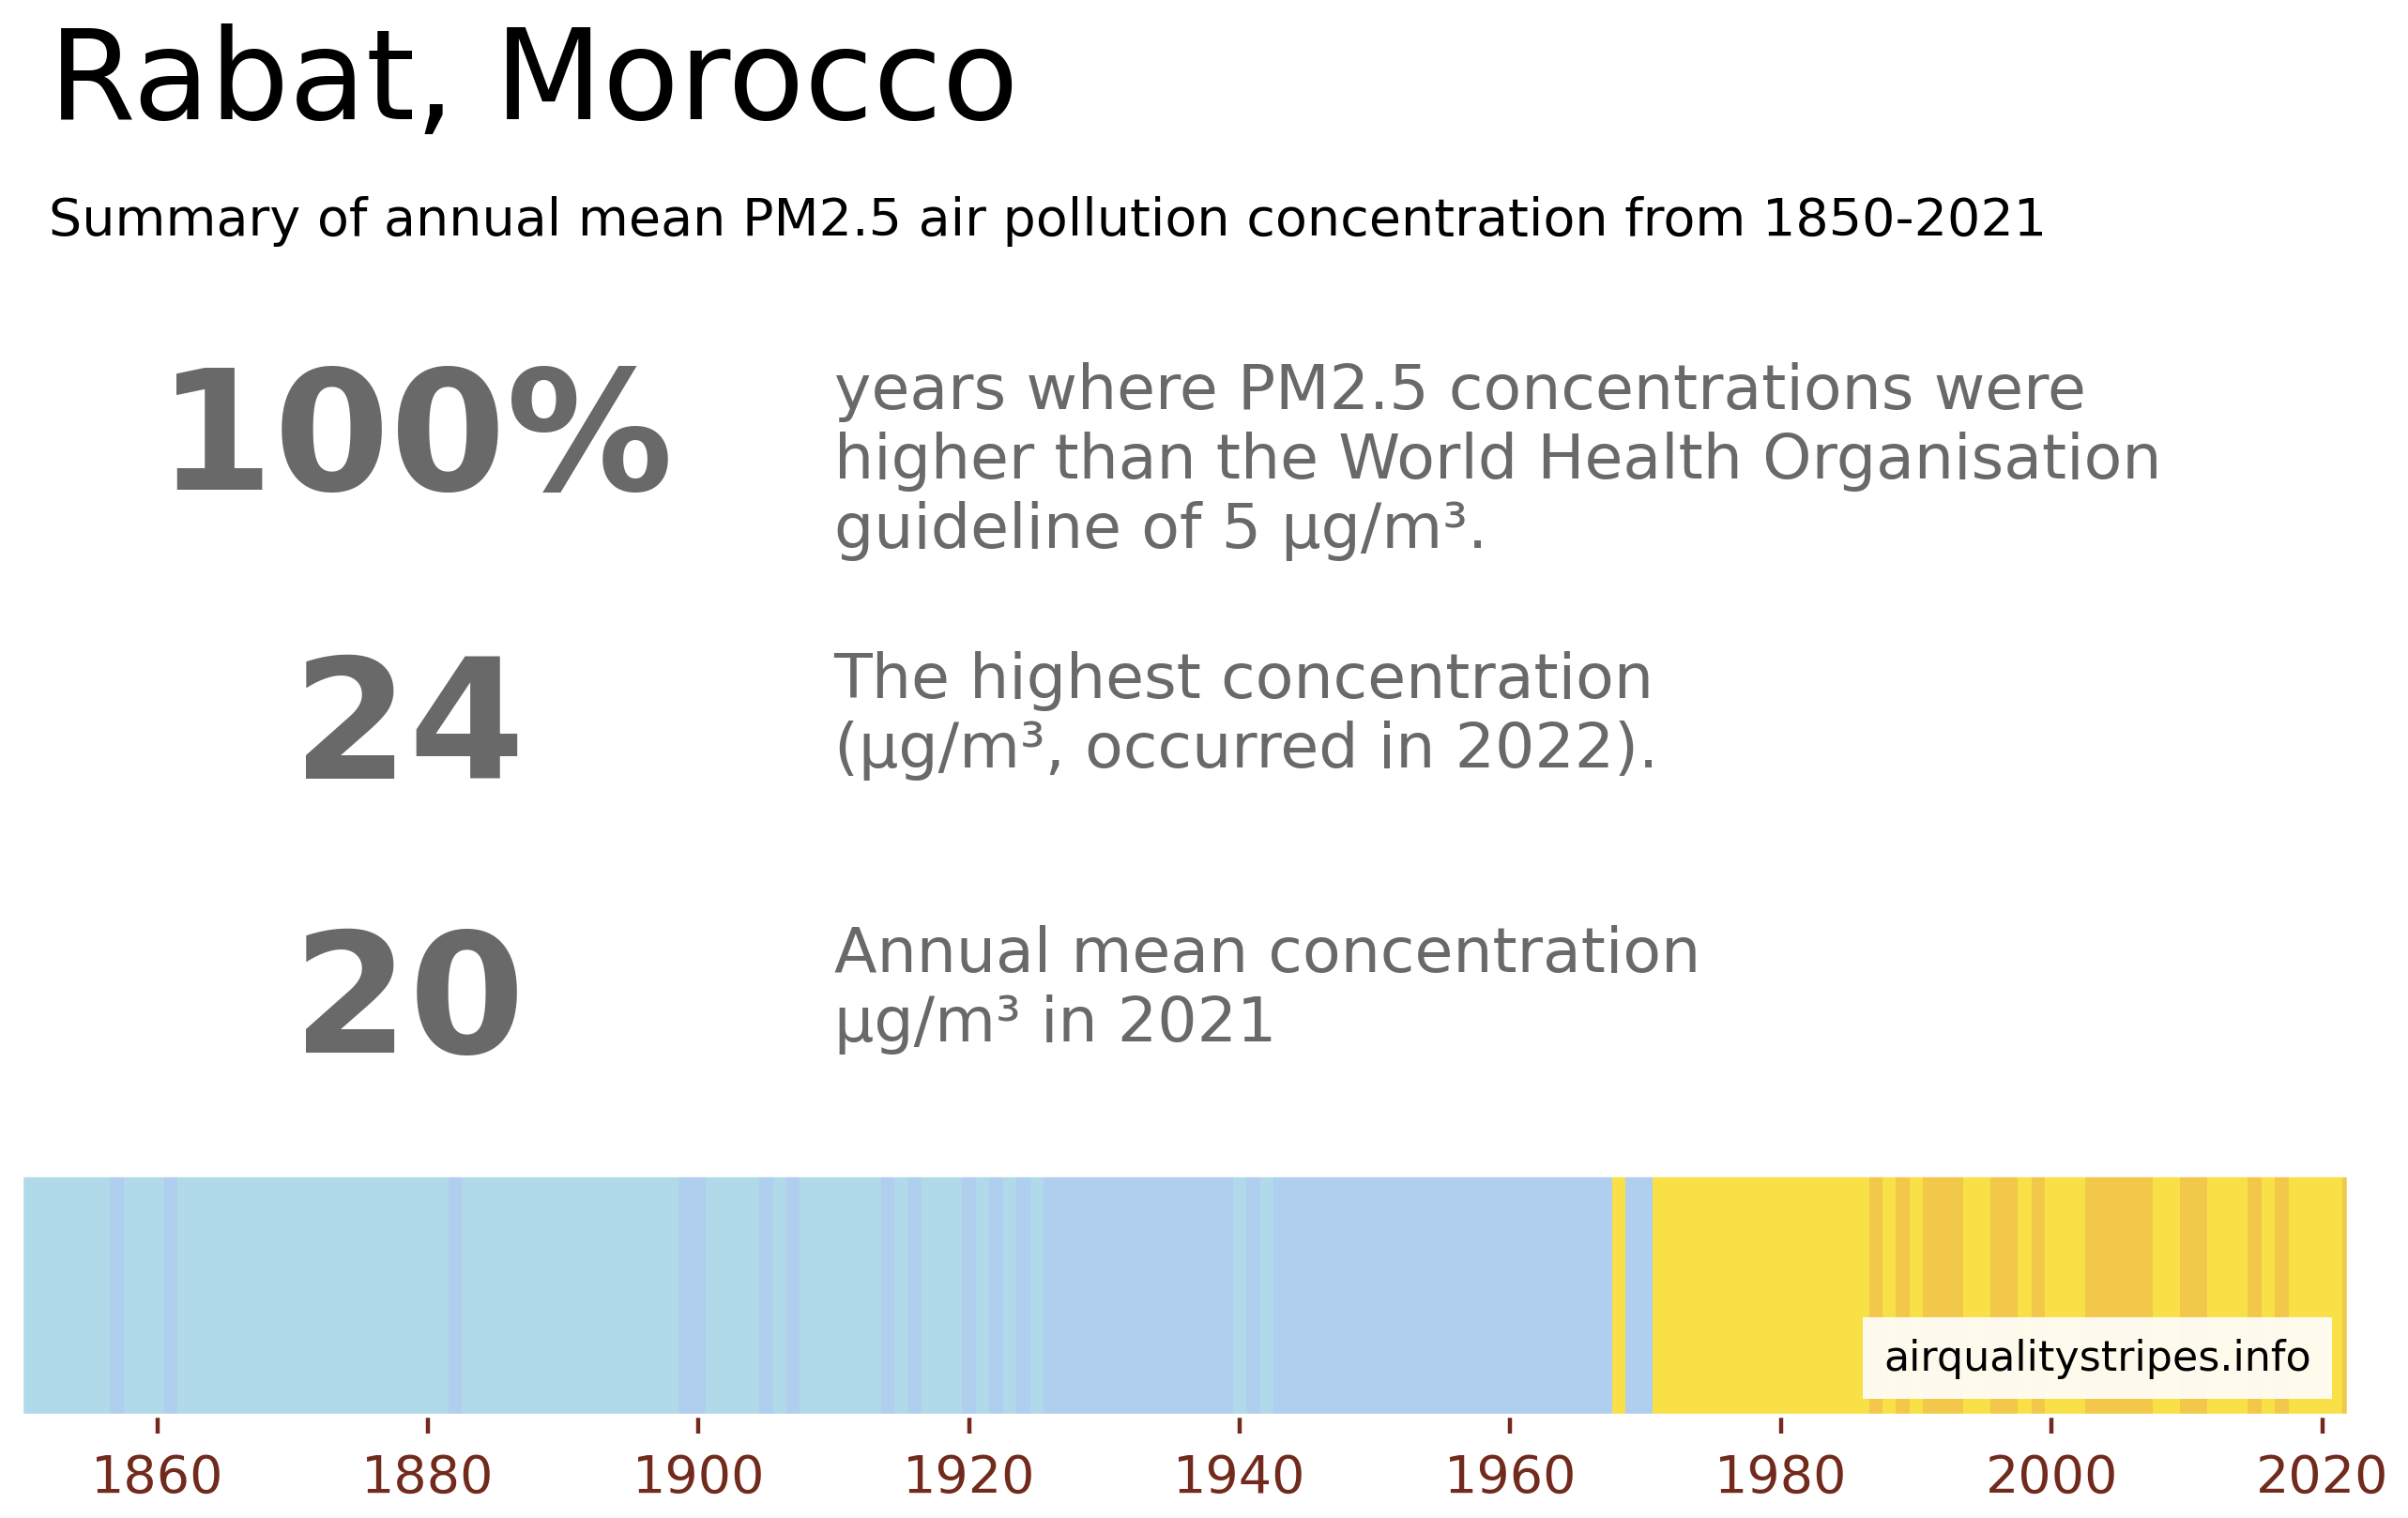 Rabat, Morocco
Summary of annual mean PM2.5 air pollution concentration from 1850-2021
100%
years where PM2.5 concentrations were
higher than the World Health Organisation
guideline of 5 µg/m³.
24
The highest concentration
(µg/m³, occurred in 2022).
20
Annual mean concentration
µg/m³ in 2021
airqualitystripes.info
1860 1880 1900 1920 1940 1960 1980 2000 2020